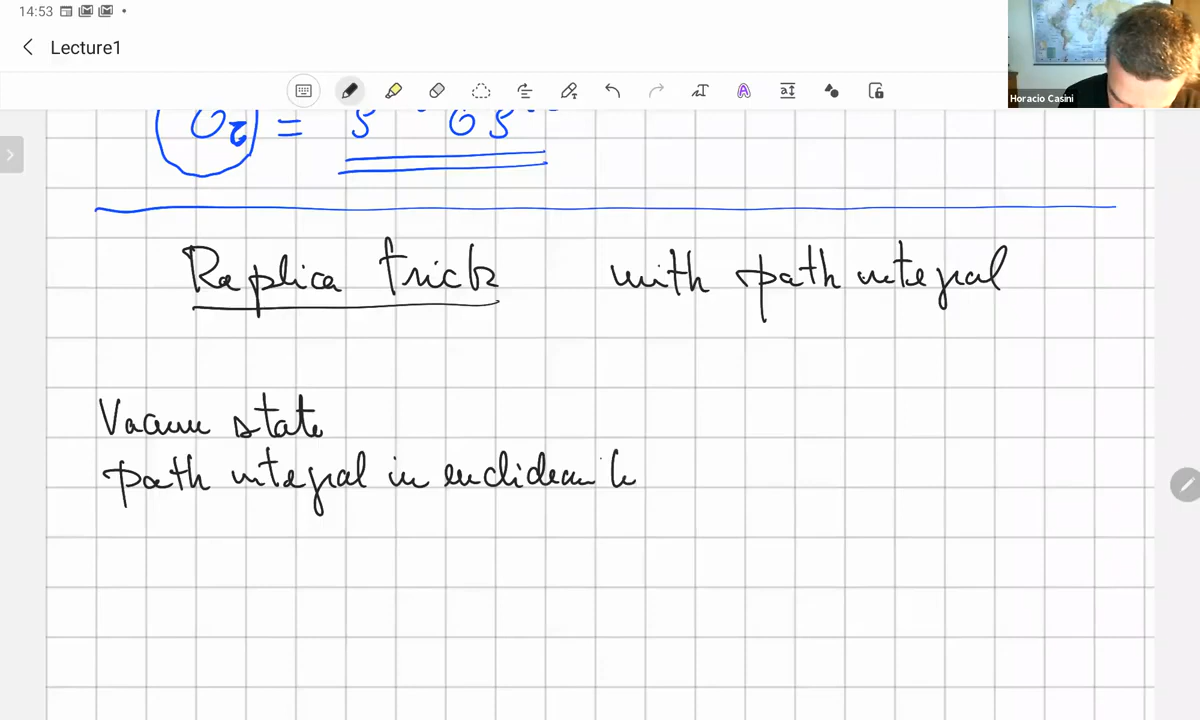 14:53
Lecture1
Horacio Casini
Replica trick with path integral
Vacuum state
path integral in euclidean